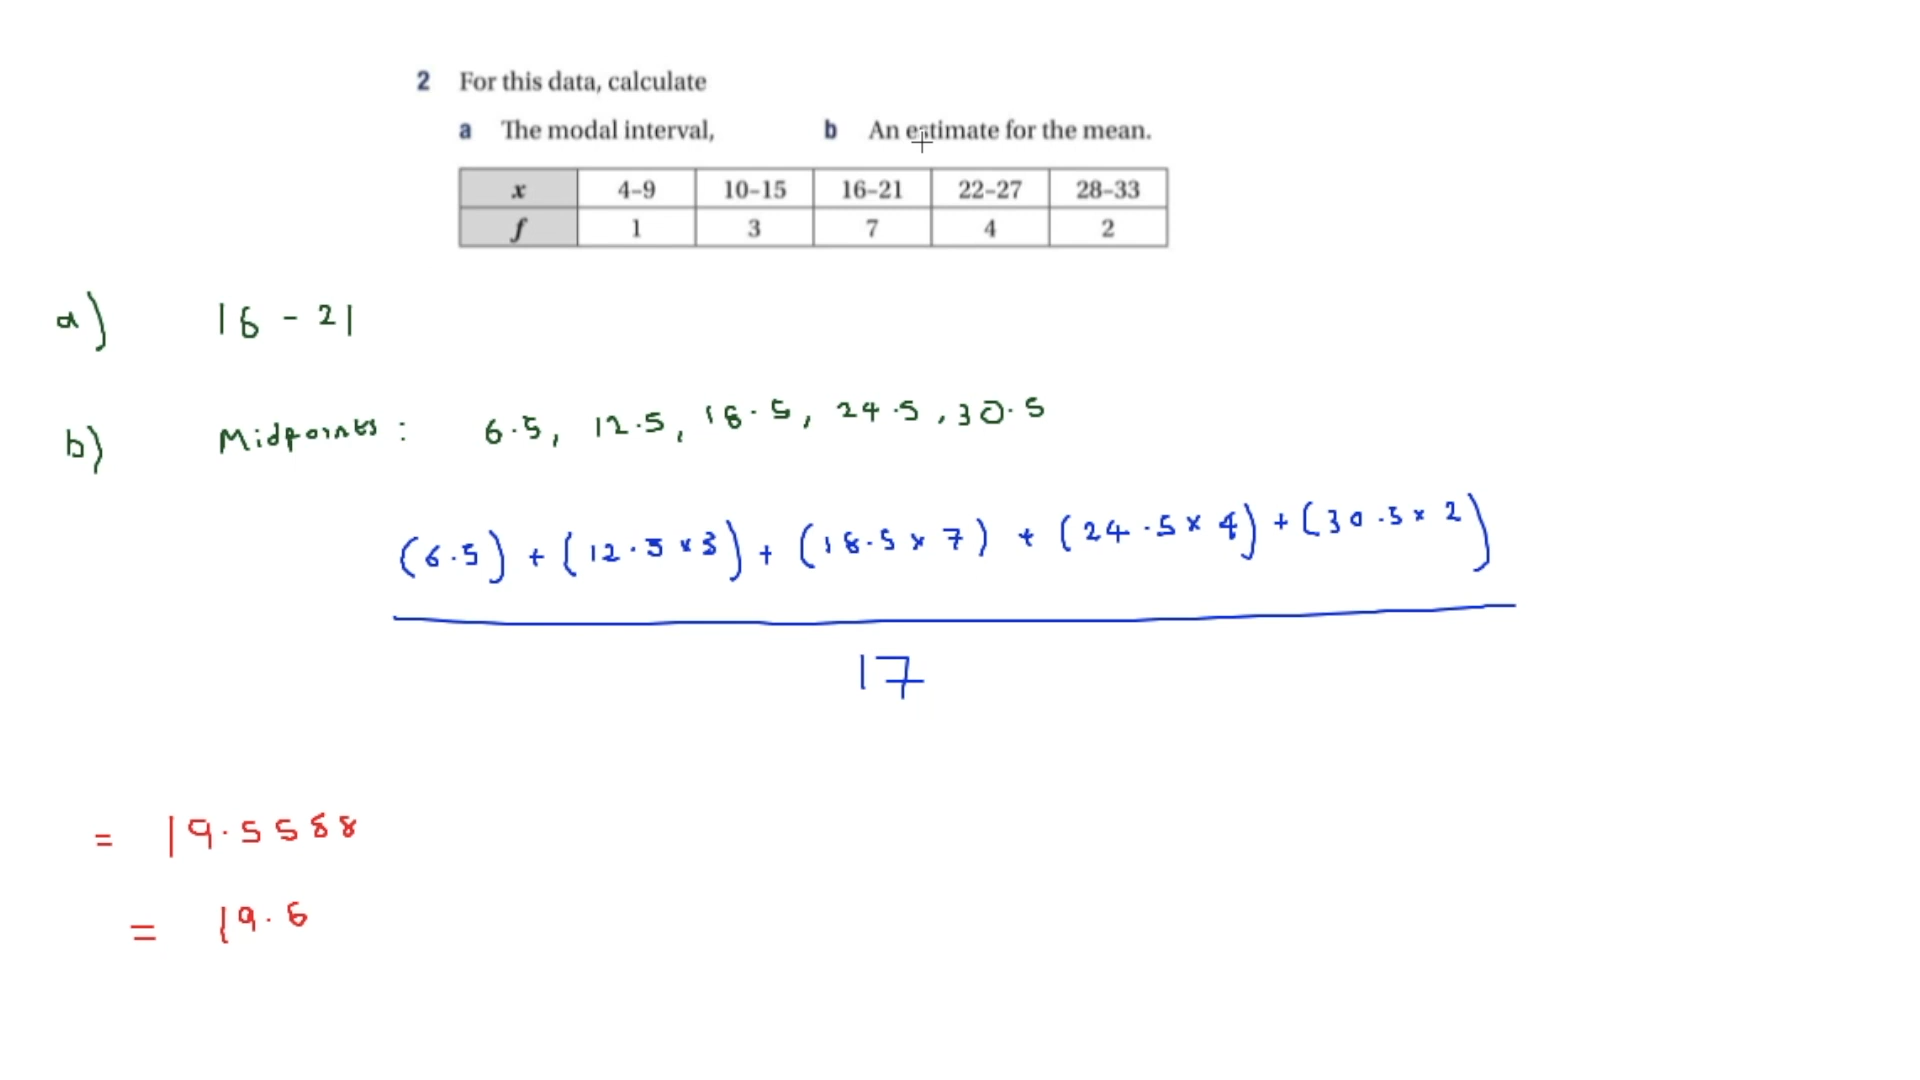 2 For this data, calculate
a The modal interval, b An estimate for the mean.
x 4–9 10–15 16–21 22–27 28–33
f 1 3 7 4 2
a) 16 - 21
b) Midpoints : 6.5, 12.5, 18.5, 24.5, 30.5
(6.5) + (12.5 x 3) + (18.5 x 7) + (24.5 x 4) + (30.5 x 2)
17
= 19.5588
= 19.6